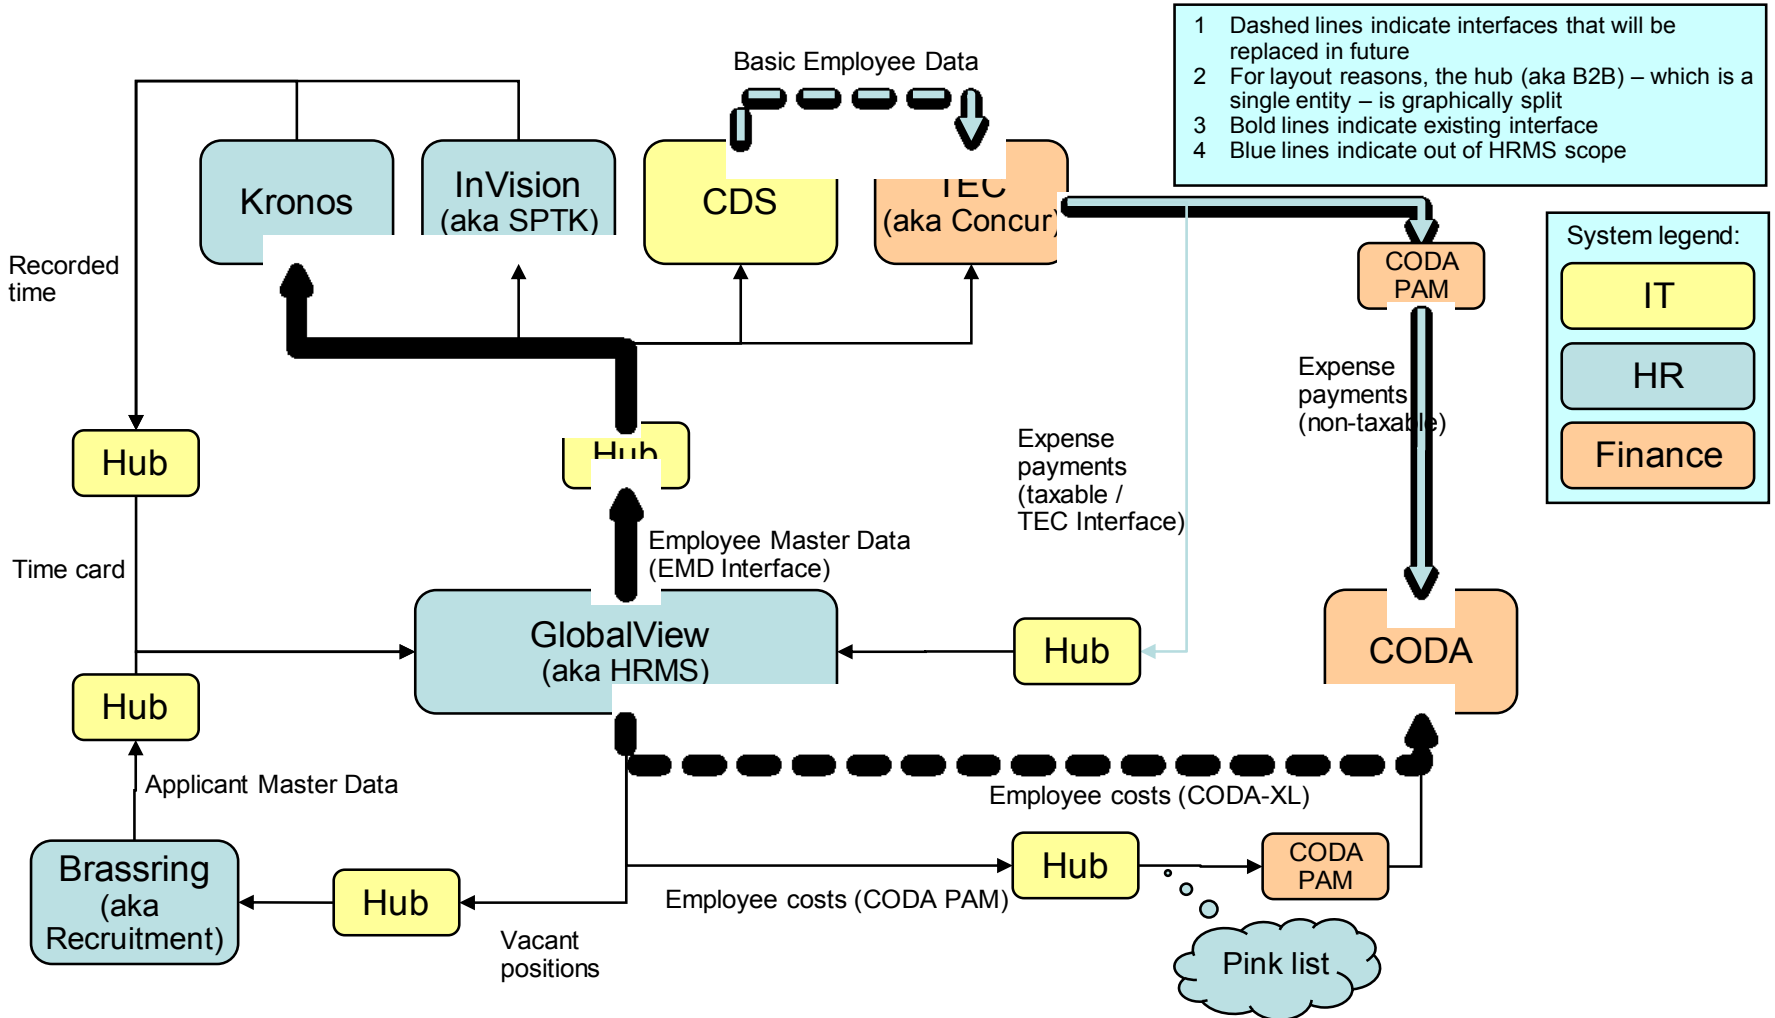 1 Dashed lines indicate interfaces that will be
replaced in future
2 For layout reasons, the hub (aka B2B) – which is a
single entity – is graphically split
3 Bold lines indicate existing interface
4 Blue lines indicate out of HRMS scope
Basic Employee Data
Kronos
InVision
(aka SPTK)
CDS
TEC
(aka Concur)
CODA
PAM
System legend:
IT
HR
Finance
Recorded
time
Hub
Hub
Expense
payments
(taxable /
TEC Interface)
Expense
payments
(non-taxable)
Time card
Employee Master Data
(EMD Interface)
GlobalView
(aka HRMS)
Hub
CODA
Hub
Applicant Master Data
Employee costs (CODA-XL)
Brassring
(aka
Recruitment)
Hub
Vacant
positions
Employee costs (CODA PAM)
Hub
CODA
PAM
Pink list